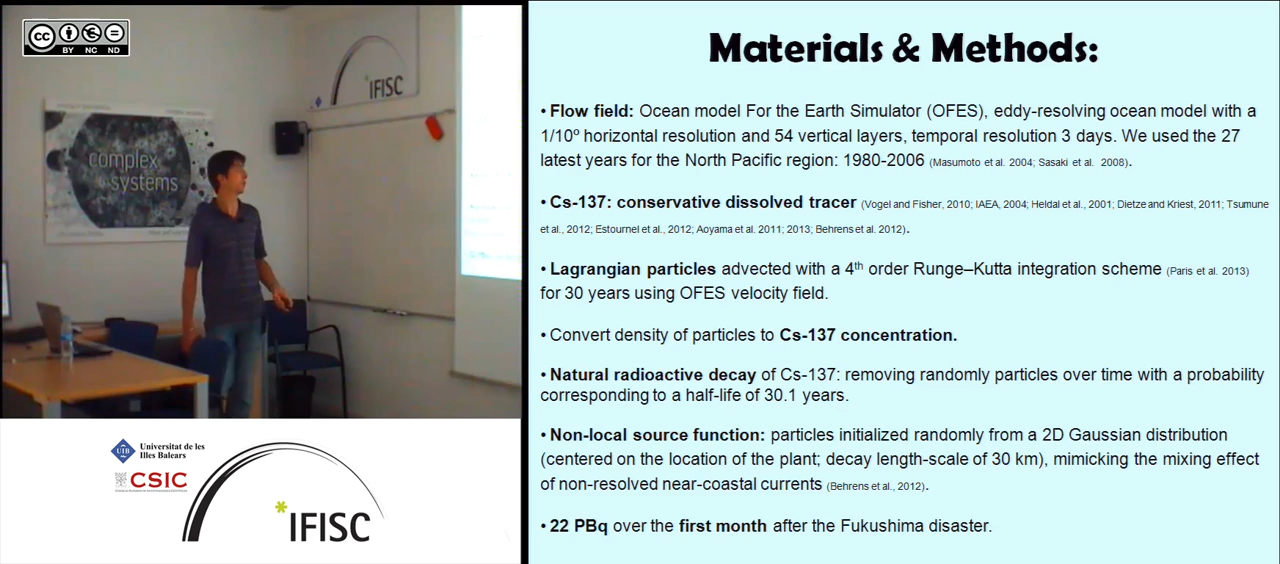 cc
BY NC ND
IFISC
complex
systems
Universitat de les
Illes Balears
UIB
CSIC
*IFISC
Materials & Methods:
• Flow field: Ocean model For the Earth Simulator (OFES), eddy-resolving ocean model with a
1/10º horizontal resolution and 54 vertical layers, temporal resolution 3 days. We used the 27
latest years for the North Pacific region: 1980-2006 (Masumoto et al. 2004; Sasaki et al. 2008).
• Cs-137: conservative dissolved tracer (Vogel and Fisher, 2010; IAEA, 2004; Heldal et al., 2001; Dietze and Kriest, 2011; Tsumune
et al., 2012; Estournel et al., 2012; Aoyama et al. 2011; 2013; Behrens et al. 2012).
• Lagrangian particles advected with a 4th order Runge–Kutta integration scheme (Paris et al. 2013)
for 30 years using OFES velocity field.
• Convert density of particles to Cs-137 concentration.
• Natural radioactive decay of Cs-137: removing randomly particles over time with a probability
corresponding to a half-life of 30.1 years.
• Non-local source function: particles initialized randomly from a 2D Gaussian distribution
(centered on the location of the plant; decay length-scale of 30 km), mimicking the mixing effect
of non-resolved near-coastal currents (Behrens et al., 2012).
• 22 PBq over the first month after the Fukushima disaster.